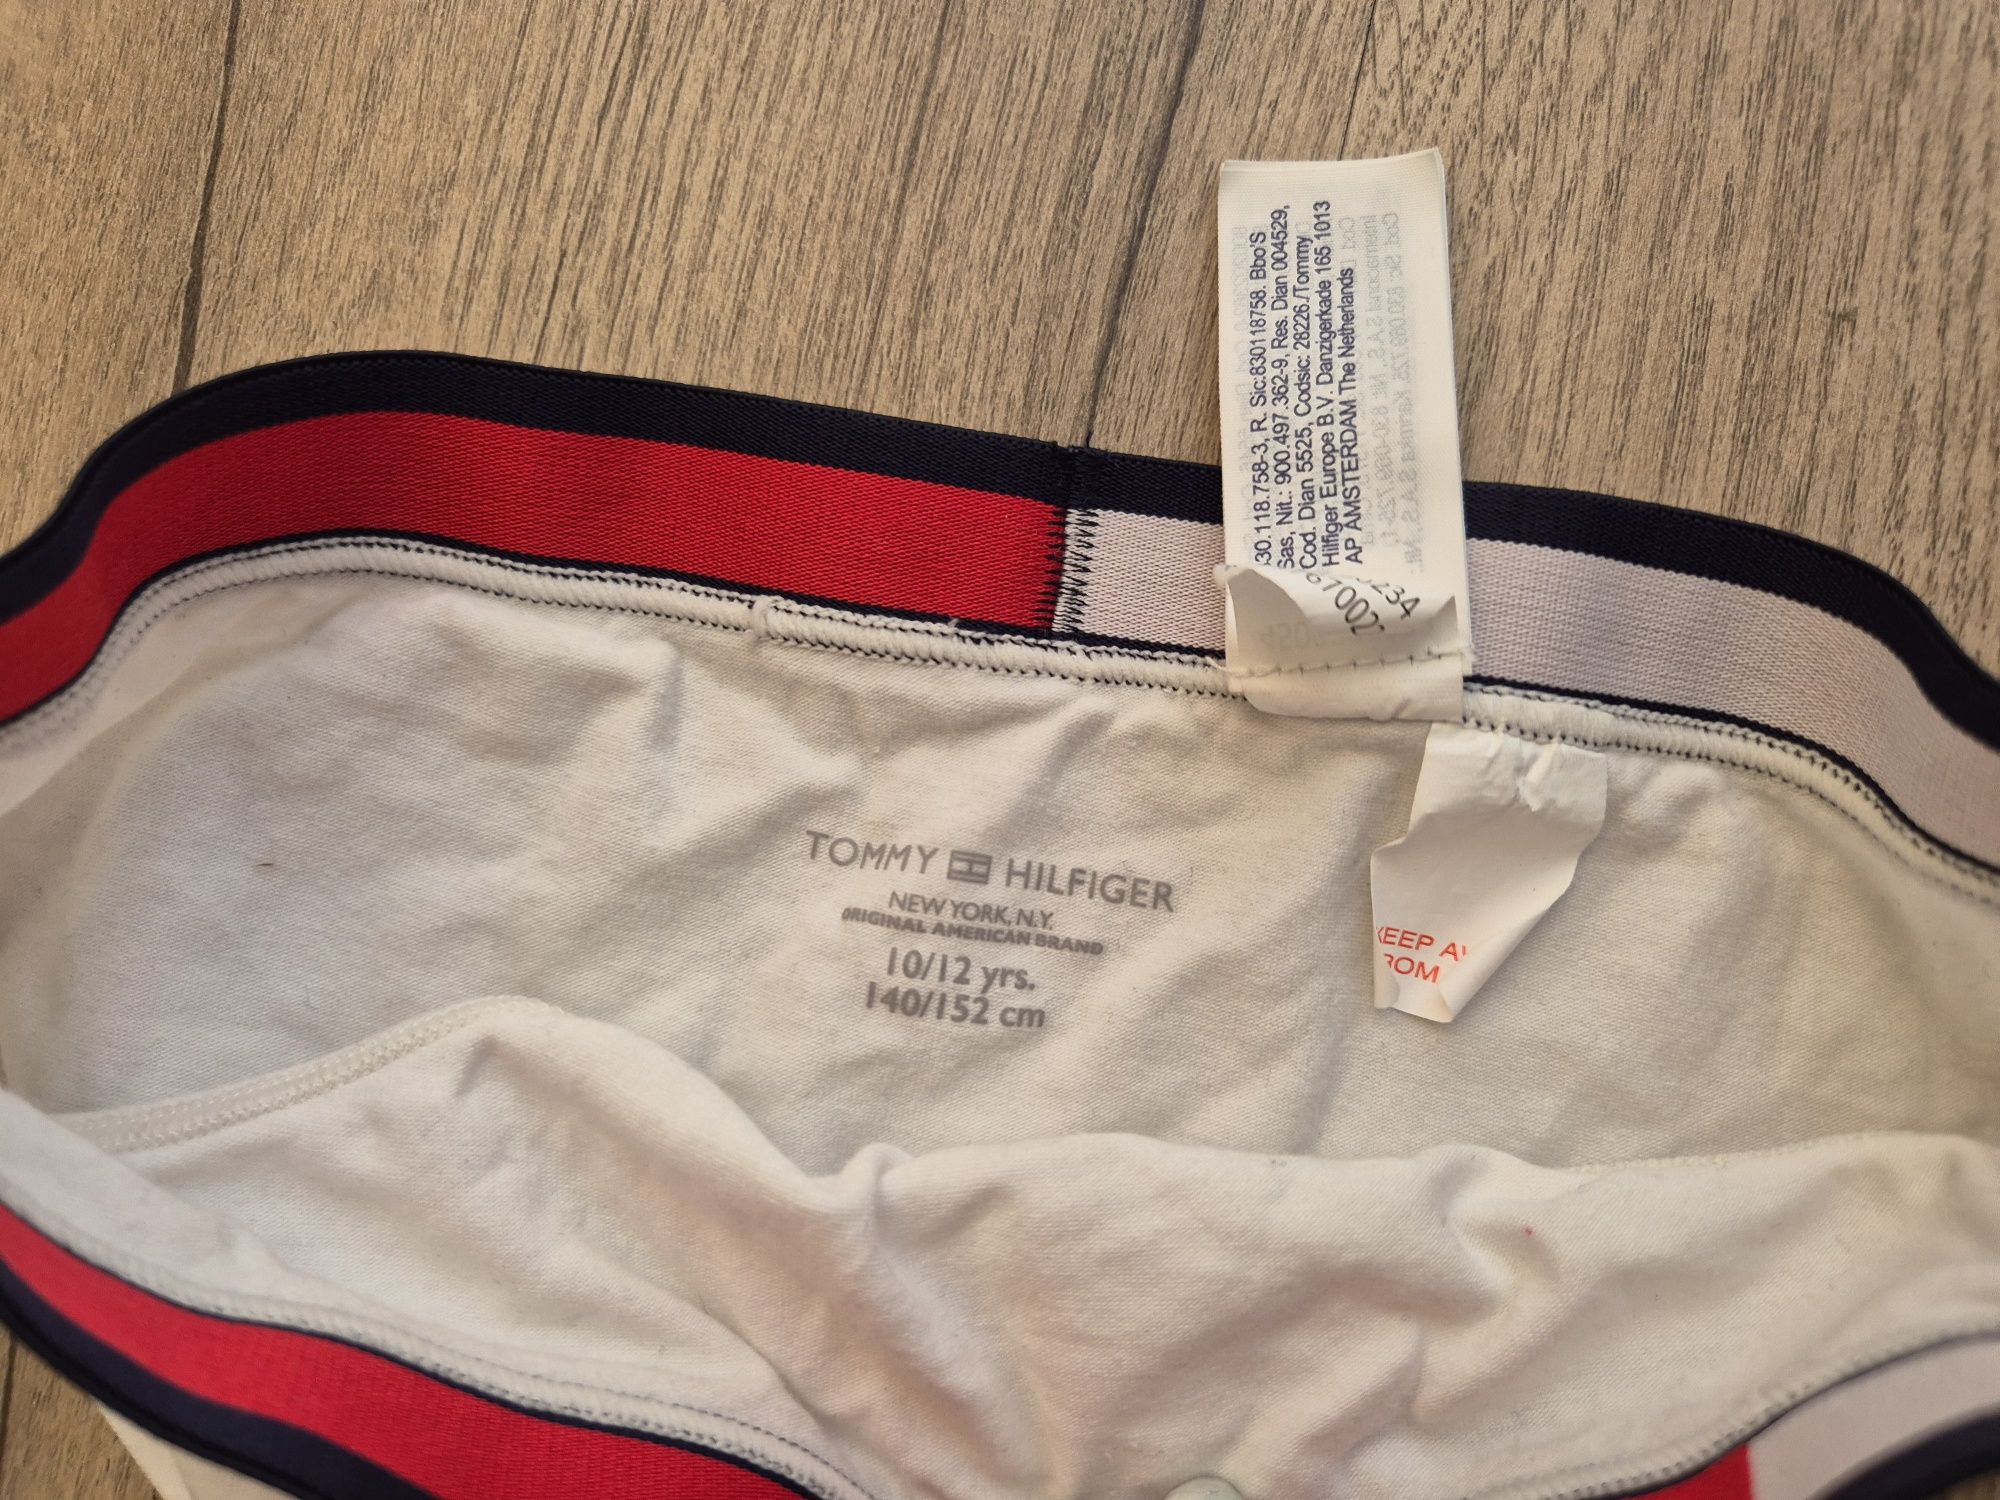 .30.118.758-3, R. Sic:830118758. Bbo'S
Sas, Nit.: 900.497.362-9, Res. Dian 004529,
Cod. Dian 5525, Codsic: 28226./Tommy
Hilfiger Europe B.V. Danzigerkade 165 1013
AP AMSTERDAM The Netherlands
TOMMY HILFIGER
NEW YORK, N.Y.
ORIGINAL AMERICAN BRAND
10/12 yrs.
140/152 cm
KEEP A
ROM